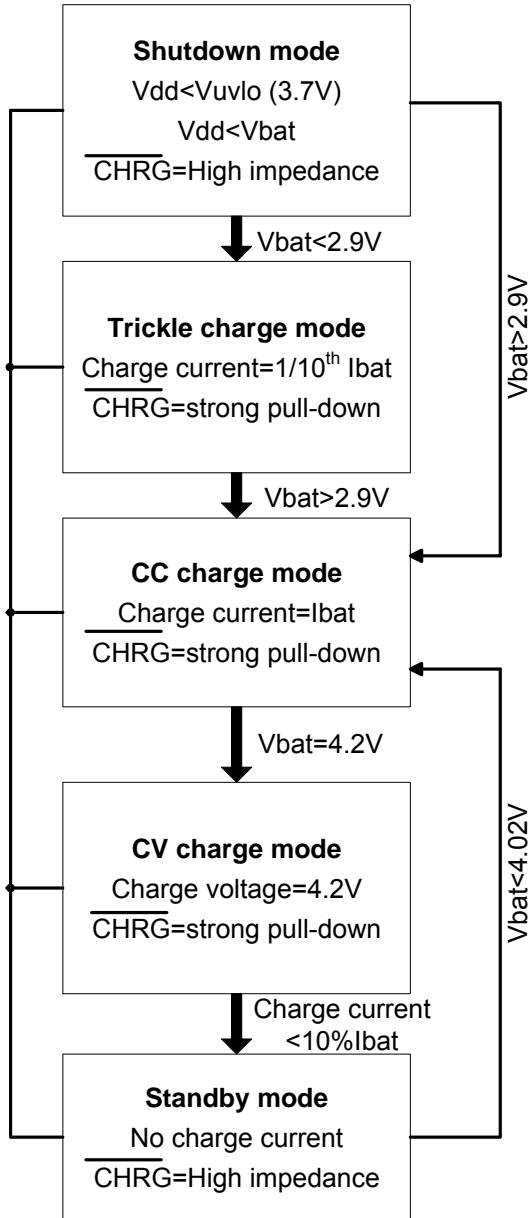 Shutdown mode
Vdd<Vuvlo (3.7V)
Vdd<Vbat
CHRG=High impedance
Vbat<2.9V
Vbat>2.9V
Trickle charge mode
Charge current=1/10th Ibat
CHRG=strong pull-down
Vbat>2.9V
CC charge mode
Charge current=Ibat
CHRG=strong pull-down
Vbat=4.2V
CV charge mode
Charge voltage=4.2V
CHRG=strong pull-down
Vbat<4.02V
Charge current
<10%Ibat
Standby mode
No charge current
CHRG=High impedance